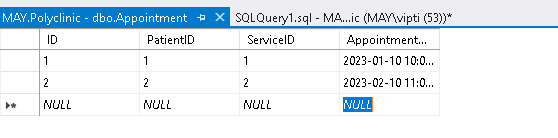 MAY.Polyclinic - dbo.Appointment SQLQuery1.sql - MA...ic (MAY\vipti (53))*
ID PatientID ServiceID Appointment...
1 1 1 2023-01-10 10:0...
2 2 2 2023-02-10 11:0...
NULL NULL NULL NULL